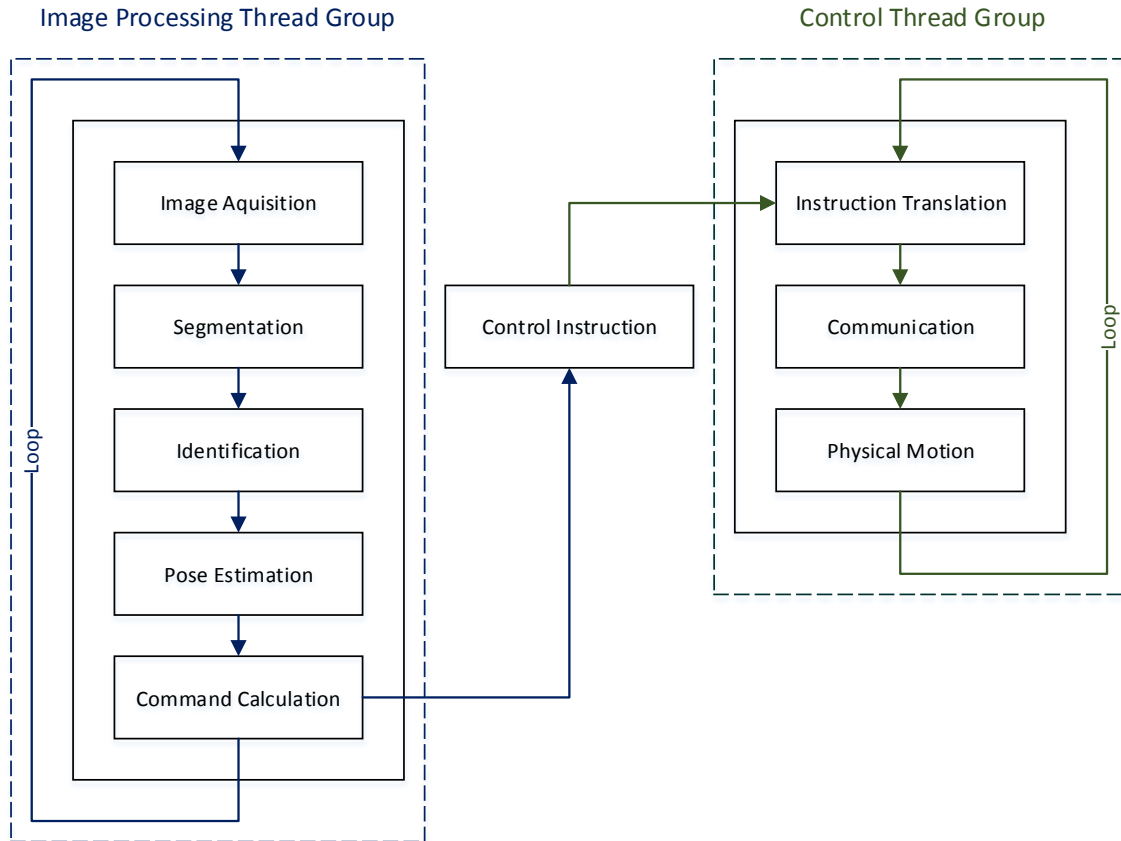 Image Processing Thread Group
Control Thread Group
Image Aquisition
Segmentation
Identification
Pose Estimation
Command Calculation
Loop
Control Instruction
Instruction Translation
Communication
Physical Motion
Loop